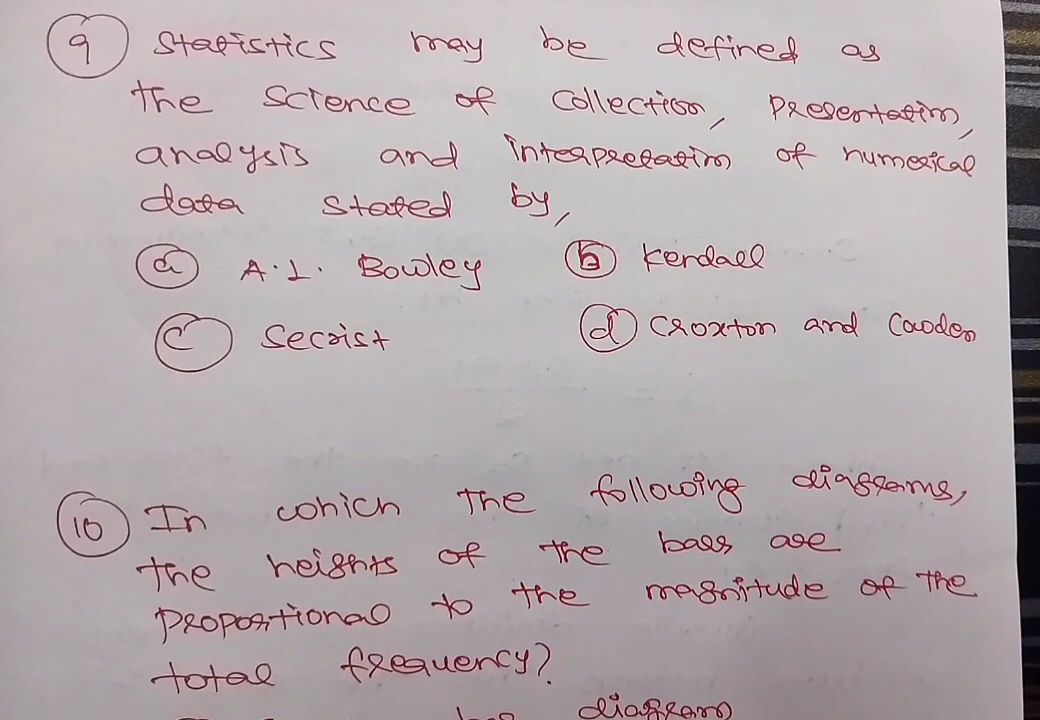 9 Statistics may be defined as
the science of collection, Presentation,
analysis and interpretation of numerical
data stated by,
a A.L. Bowley b Kendall
c Secrist d Croxton and Cowden
10 In which the following diagrams,
the heights of the bars are
proportional to the magnitude of the
total frequency?
diagram